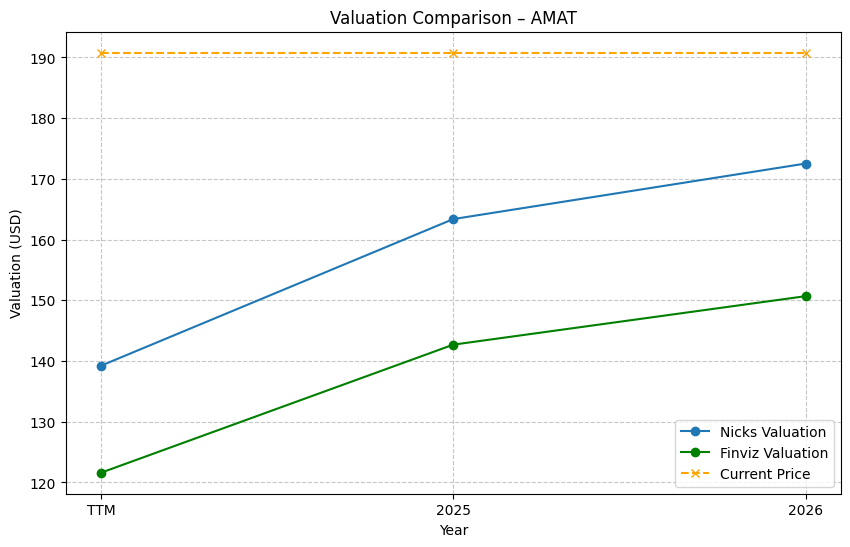 Valuation Comparison – AMAT
Valuation (USD)
190
180
170
160
150
140
130
120
TTM
2025
2026
Year
Nicks Valuation
Finviz Valuation
Current Price